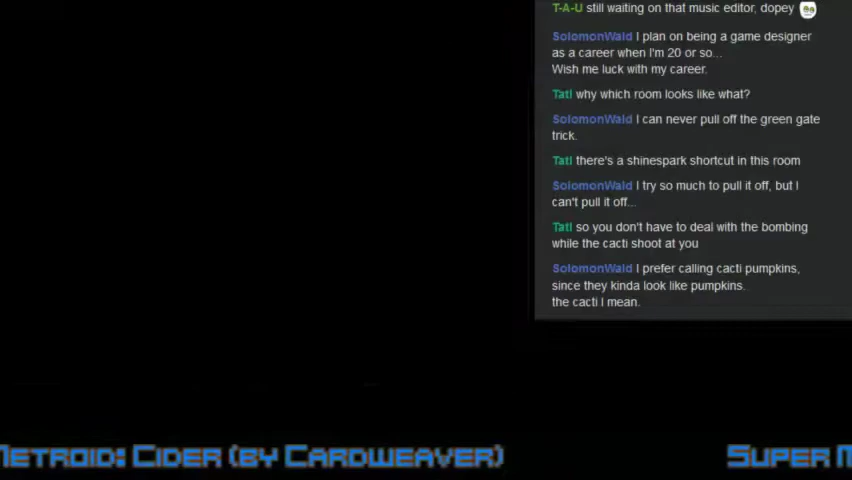 T-A-U still waiting on that music editor, dopey
SolomonWald I plan on being a game designer
as a career when I'm 20 or so...
Wish me luck with my career.
Tatl why which room looks like what?
SolomonWald I can never pull off the green gate
trick.
Tatl there's a shinespark shortcut in this room
SolomonWald I try so much to pull it off, but I
can't pull it off...
Tatl so you don't have to deal with the bombing
while the cacti shoot at you
SolomonWald I prefer calling cacti pumpkins,
since they kinda look like pumpkins.
the cacti I mean.
Metroid: Cider (by Cardweaver) Super M